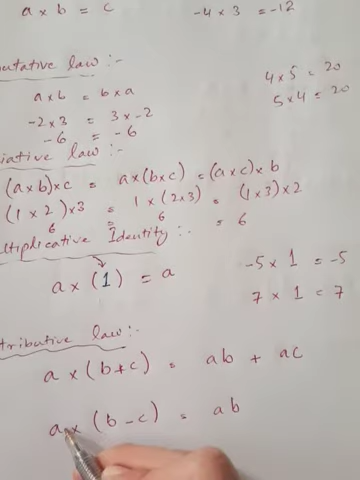 a x b = c
-4 x 3 = -12
utative law :-
a x b = b x a
-2 x 3 = 3 x -2
-6 = -6
4 x 5 = 20
5 x 4 = 20
iative law :-
(a x b) x c = a x (b x c) = (a x c) x b
(1 x 2) x 3 = 1 x (2 x 3) = (1 x 3) x 2
6 = 6 = 6
ltiplicative Identity :.
a x (1) = a
-5 x 1 = -5
7 x 1 = 7
tributive law :-
a x (b + c) = ab + ac
a x (b - c) = ab